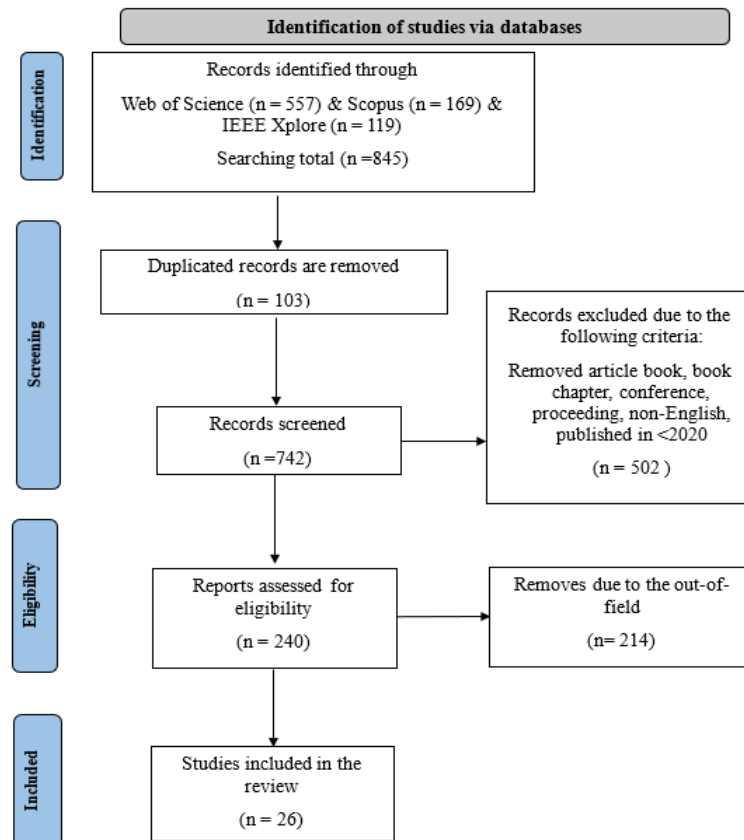 Identification of studies via databases
Identification
Records identified through
Web of Science (n = 557) & Scopus (n = 169) &
IEEE Xplore (n = 119)
Searching total (n =845)
Screening
Duplicated records are removed
(n = 103)
Records excluded due to the
following criteria:
Removed article book, book
chapter, conference,
proceeding, non-English,
published in <2020
(n = 502 )
Records screened
(n =742)
Eligibility
Reports assessed for
eligibility
(n = 240)
Removes due to the out-of-
field
(n= 214)
Included
Studies included in the
review
(n = 26)